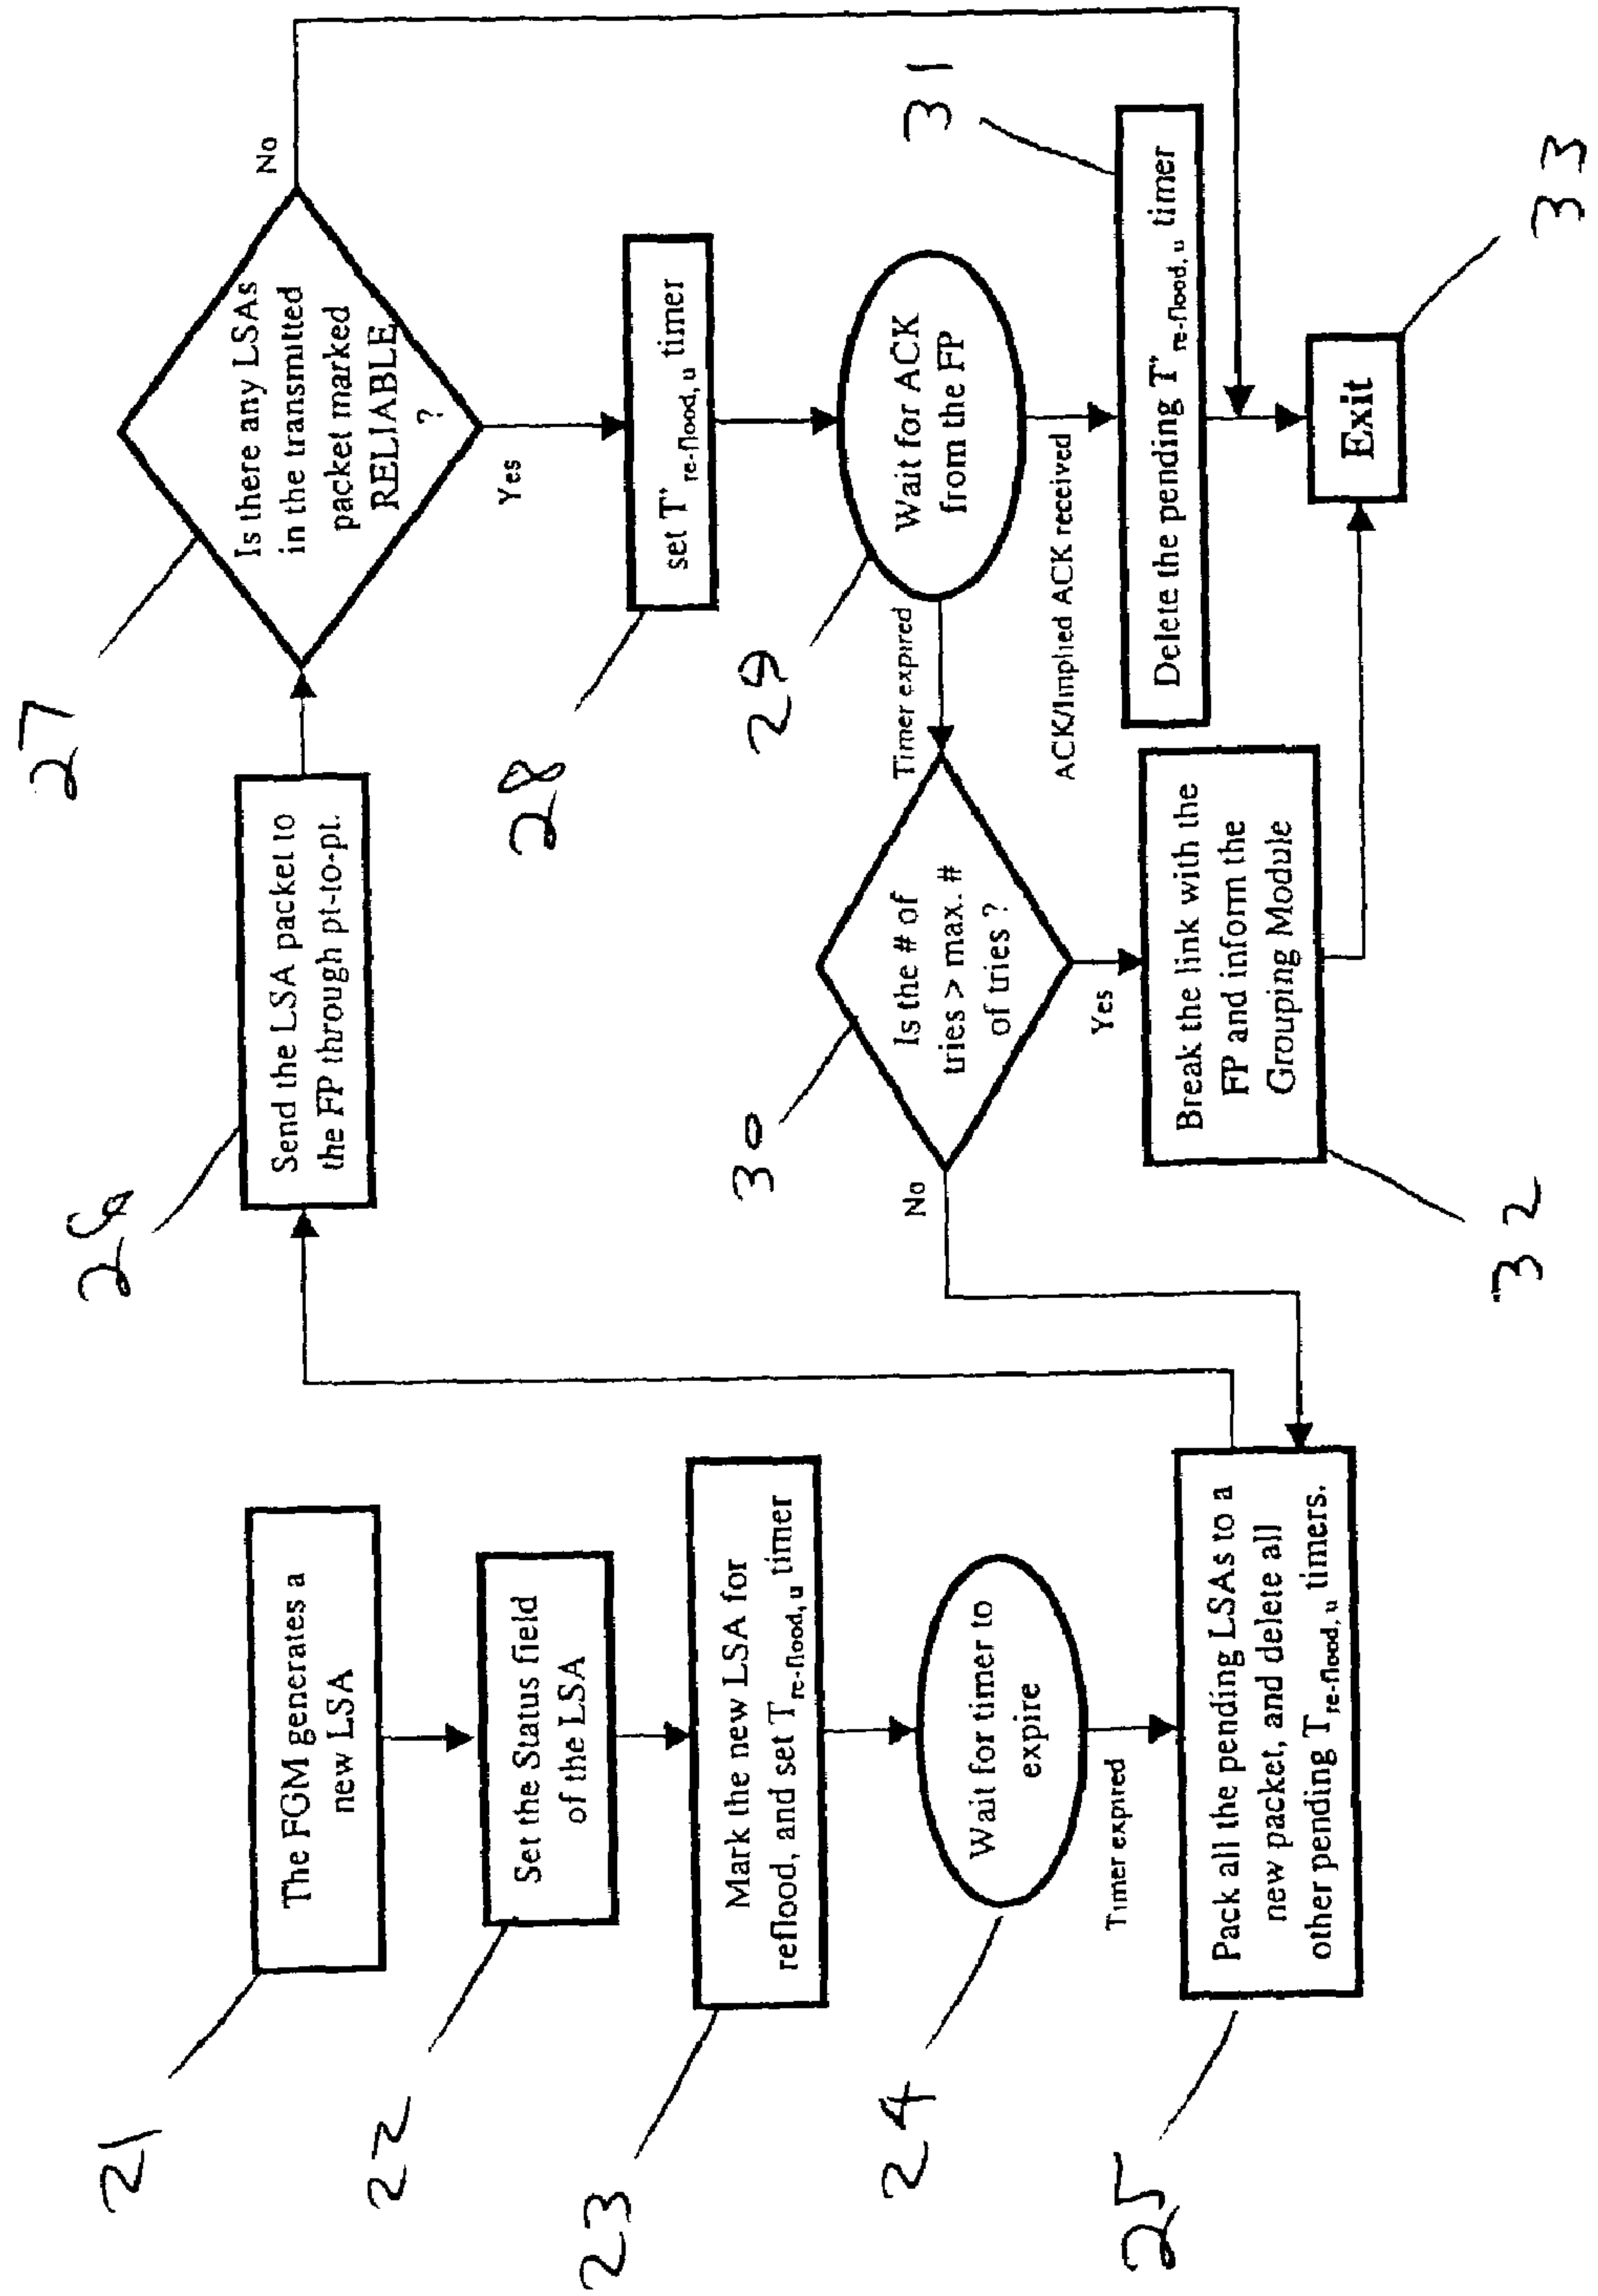 21
The FGM generates a
new LSA
22
Set the Status field
of the LSA
23
Mark the new LSA for
reflood, and set T re-flood, u timer
24
Wait for timer to
expire
Timer expired
25
Pack all the pending LSAs to a
new packet, and delete all
other pending T re-flood, u timers.
26
Send the LSA packet to
the FP through pt-to-pt.
27
Is there any LSAs
in the transmitted
packet marked
RELIABLE
?
No
Yes
28
set T' re-flood, u timer
29
Wait for ACK
from the FP
Timer expired
ACK/Implied ACK received
30
Is the # of
tries > max. #
of tries ?
No
Yes
31
Delete the pending T' re-flood, u timer
32
Break the link with the
FP and inform the
Grouping Module
Exit
33